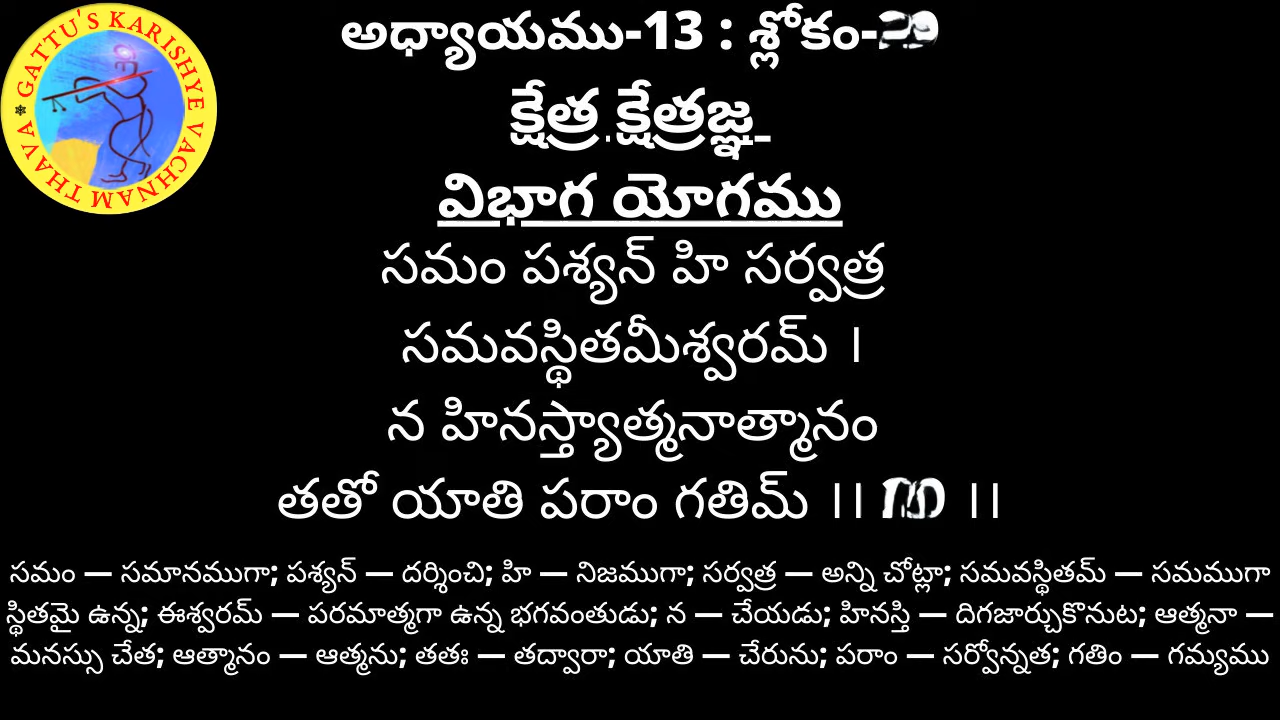 GATTU'S KARISHYE VACHNAM THAVA
అధ్యాయము-13 : శ్లోకం-
క్షేత్ర క్షేత్రజ్ఞ
విభాగ యోగము
సమం పశ్యన్ హి సర్వత్ర
సమవస్థితమీశ్వరమ్ ।
న హినస్త్యాత్మనాత్మానం
తతో యాతి పరాం గతిమ్ ।। ।।
సమం — సమానముగా; పశ్యన్ — దర్శించి; హి — నిజముగా; సర్వత్ర — అన్ని చోట్లా; సమవస్థితమ్ — సమముగా
స్థితమై ఉన్న; ఈశ్వరమ్ — పరమాత్మగా ఉన్న భగవంతుడు; న — చేయడు; హినస్తి — దిగజార్చుకొనుట; ఆత్మనా —
మనస్సు చేత; ఆత్మానం — ఆత్మను; తతః — తద్వారా; యాతి — చేరును; పరాం — సర్వోన్నత; గతిం — గమ్యము